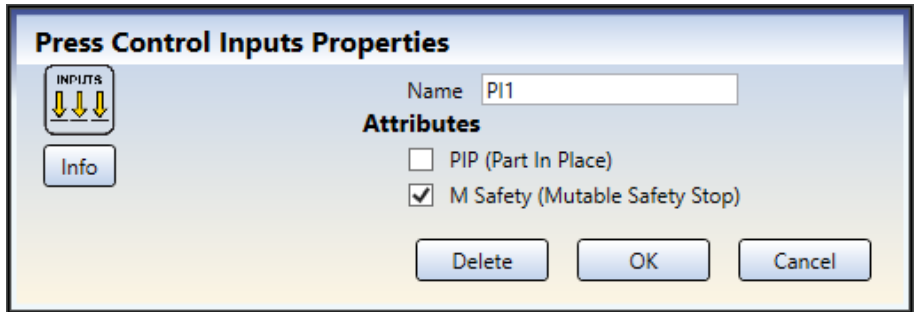 Press Control Inputs Properties
INPUTS
Name PI1
Attributes
Info
PIP (Part In Place)
M Safety (Mutable Safety Stop)
Delete OK Cancel